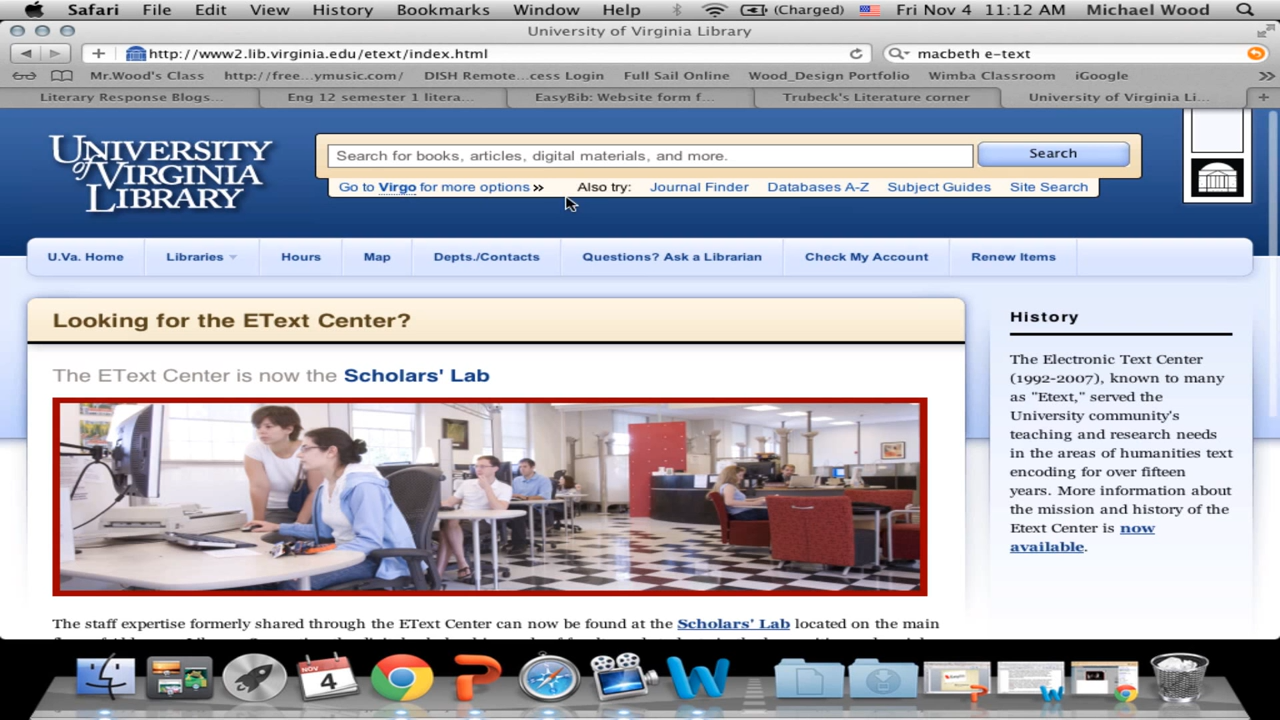 Safari File Edit View History Bookmarks Window Help (Charged) Fri Nov 4 11:12 AM Michael Wood
University of Virginia Library
http://www2.lib.virginia.edu/etext/index.html macbeth e-text
Mr.Wood's Class http://free...ymusic.com/ DISH Remote...cess Login Full Sail Online Wood_Design Portfolio Wimba Classroom iGoogle
Literary Response Blogs... Eng 12 semester 1 litera... EasyBib: Website form f... Trubeck's Literature corner University of Virginia Li...
UNIVERSITY of VIRGINIA LIBRARY
Search for books, articles, digital materials, and more. Search
Go to Virgo for more options » Also try: Journal Finder Databases A-Z Subject Guides Site Search
U.Va. Home Libraries Hours Map Depts./Contacts Questions? Ask a Librarian Check My Account Renew Items
Looking for the EText Center?
The EText Center is now the Scholars' Lab
The staff expertise formerly shared through the EText Center can now be found at the Scholars' Lab located on the main
History
The Electronic Text Center
(1992-2007), known to many
as "Etext," served the
University community's
teaching and research needs
in the areas of humanities text
encoding for over fifteen
years. More information about
the mission and history of the
Etext Center is now
available.
NOV
4